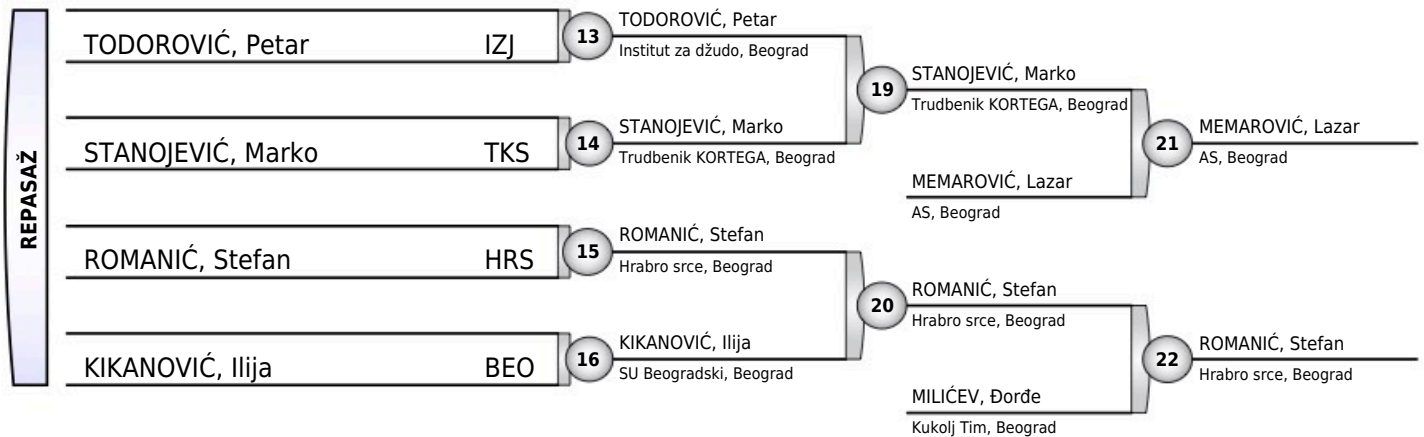 REPASAŽ
TODOROVIĆ, Petar IZJ
STANOJEVIĆ, Marko TKS
ROMANIĆ, Stefan HRS
KIKANOVIĆ, Ilija BEO
13
TODOROVIĆ, Petar
Institut za džudo, Beograd
14
STANOJEVIĆ, Marko
Trudbenik KORTEGA, Beograd
15
ROMANIĆ, Stefan
Hrabro srce, Beograd
16
KIKANOVIĆ, Ilija
SU Beogradski, Beograd
19
STANOJEVIĆ, Marko
Trudbenik KORTEGA, Beograd
MEMAROVIĆ, Lazar
AS, Beograd
20
ROMANIĆ, Stefan
Hrabro srce, Beograd
MILIĆEV, Đorđe
Kukolj Tim, Beograd
21
MEMAROVIĆ, Lazar
AS, Beograd
22
ROMANIĆ, Stefan
Hrabro srce, Beograd